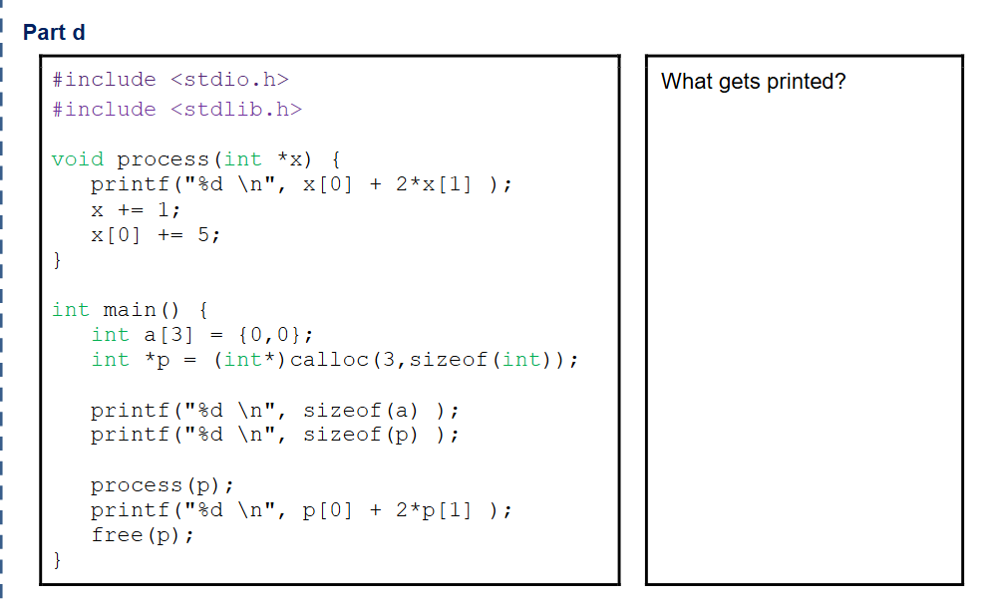 Part d
#include <stdio.h>
#include <stdlib.h>
void process(int *x) {
printf("%d \n", x[0] + 2*x[1] );
x += 1;
x[0] += 5;
}
int main() {
int a[3] = {0,0};
int *p = (int*)calloc(3,sizeof(int));
printf("%d \n", sizeof(a) );
printf("%d \n", sizeof(p) );
process(p);
printf("%d \n", p[0] + 2*p[1] );
free(p);
}
What gets printed?